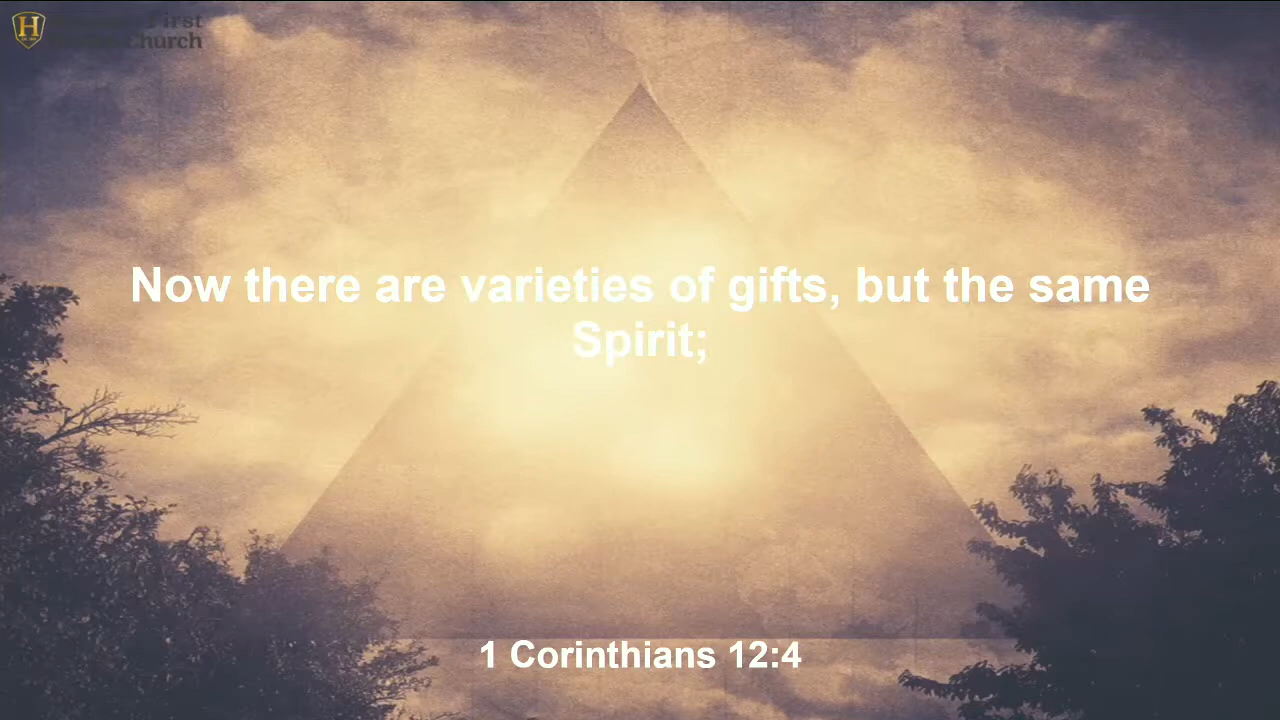 H
First
Church
Now there are varieties of gifts, but the same
Spirit;
1 Corinthians 12:4